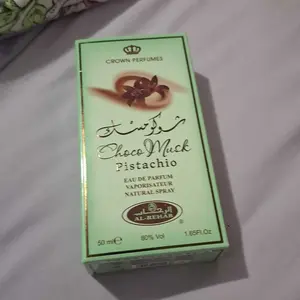 CROWN PERFUMES
شوكو مسك
Choco Musk
Pistachio
EAU DE PARFUM
VAPORISATEUR
NATURAL SPRAY
الرحاب
AL-REHAB
50 ml e 80% Vol 1.65Fl.Oz